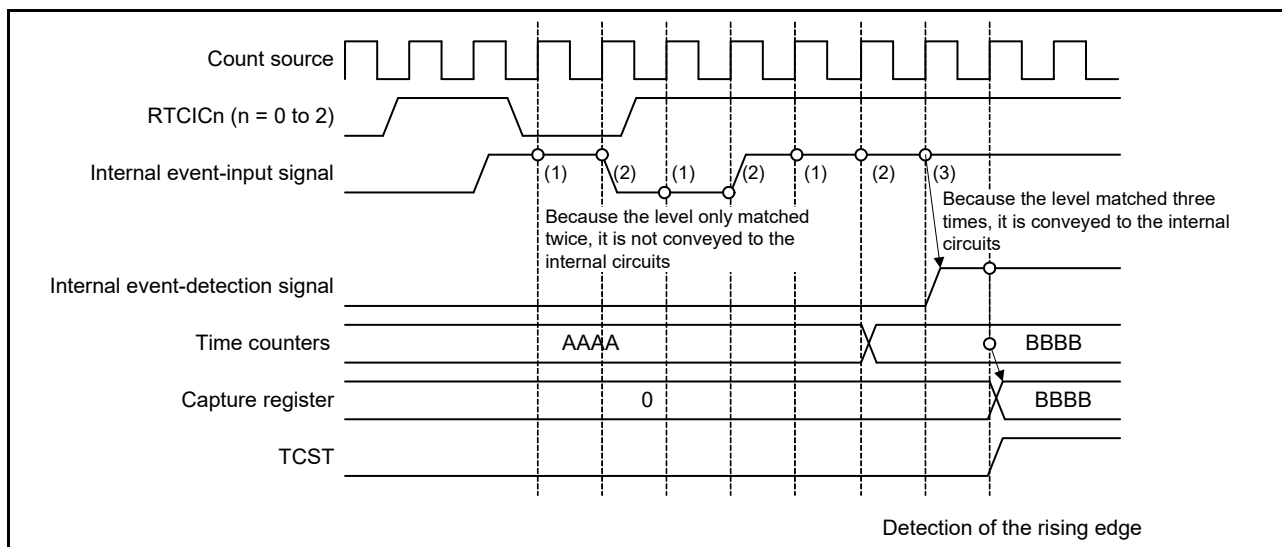 Count source
RTCICn (n = 0 to 2)
Internal event-input signal
(1) (2) (1) (2) (1) (2) (3)
Because the level only matched
twice, it is not conveyed to the
internal circuits
Because the level matched three
times, it is conveyed to the internal
circuits
Internal event-detection signal
Time counters AAAA BBBB
Capture register 0 BBBB
TCST
Detection of the rising edge